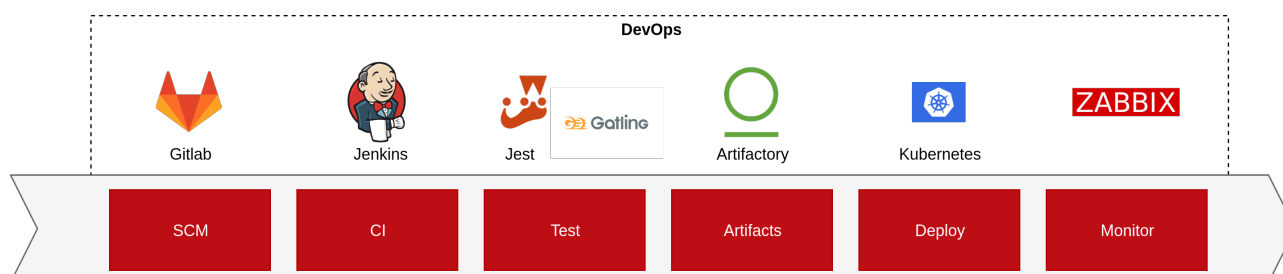 DevOps
Gatling
ZABBIX
Gitlab
Jenkins
Jest
Artifactory
Kubernetes
SCM
CI
Test
Artifacts
Deploy
Monitor